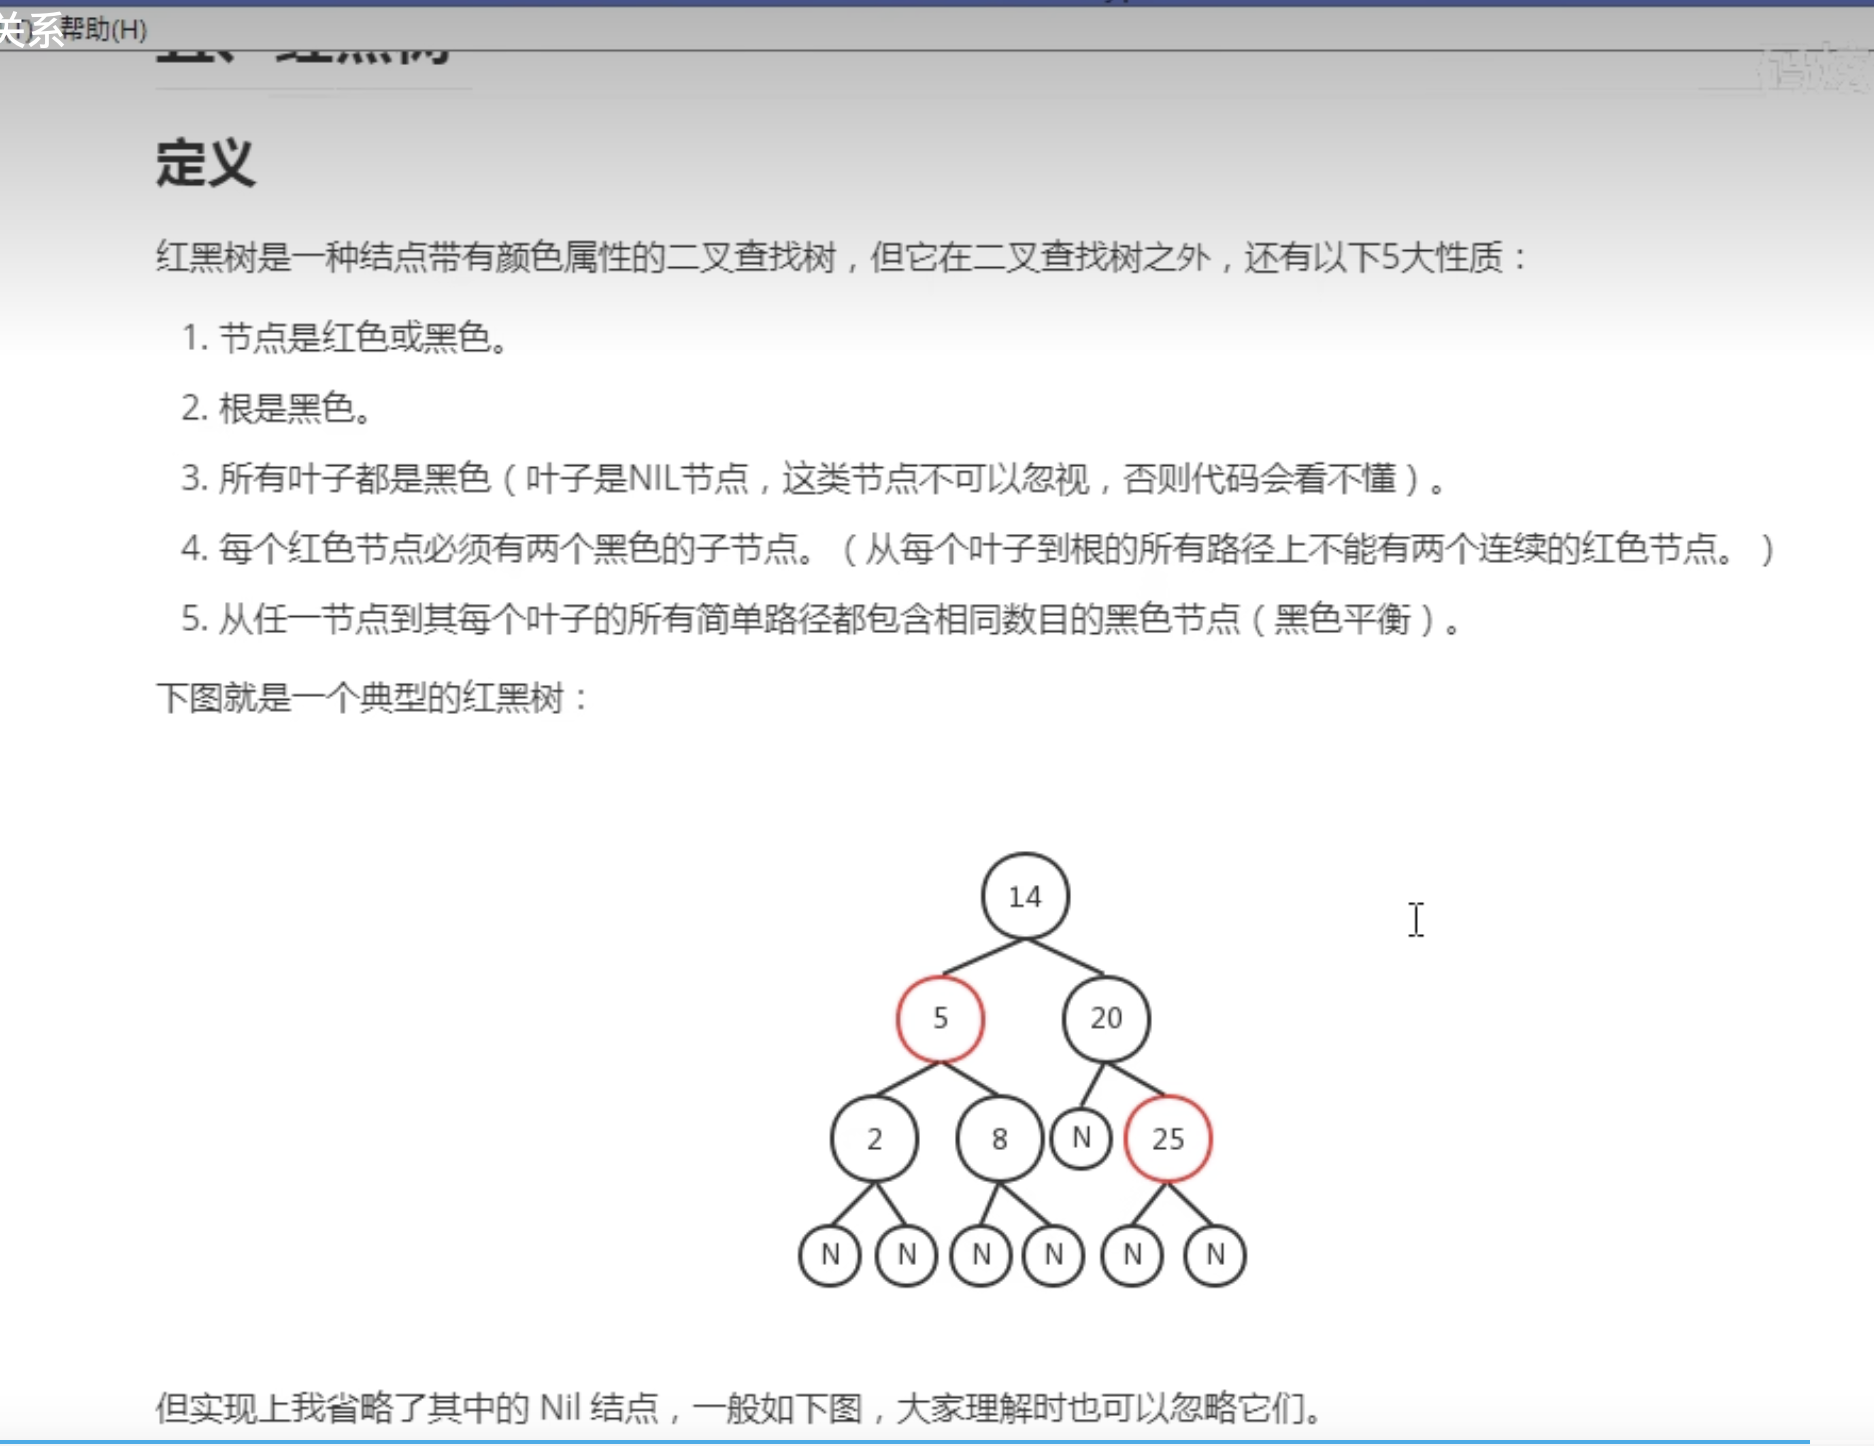 关系
帮助(H)
五、红黑树
定义
红黑树是一种结点带有颜色属性的二叉查找树，但它在二叉查找树之外，还有以下5大性质：
1. 节点是红色或黑色。
2. 根是黑色。
3. 所有叶子都是黑色（叶子是NIL节点，这类节点不可以忽视，否则代码会看不懂）。
4. 每个红色节点必须有两个黑色的子节点。（从每个叶子到根的所有路径上不能有两个连续的红色节点。）
5. 从任一节点到其每个叶子的所有简单路径都包含相同数目的黑色节点（黑色平衡）。
下图就是一个典型的红黑树：
14
5 20
2 8 N 25
N N N N N N
但实现上我省略了其中的 Nil 结点，一般如下图，大家理解时也可以忽略它们。